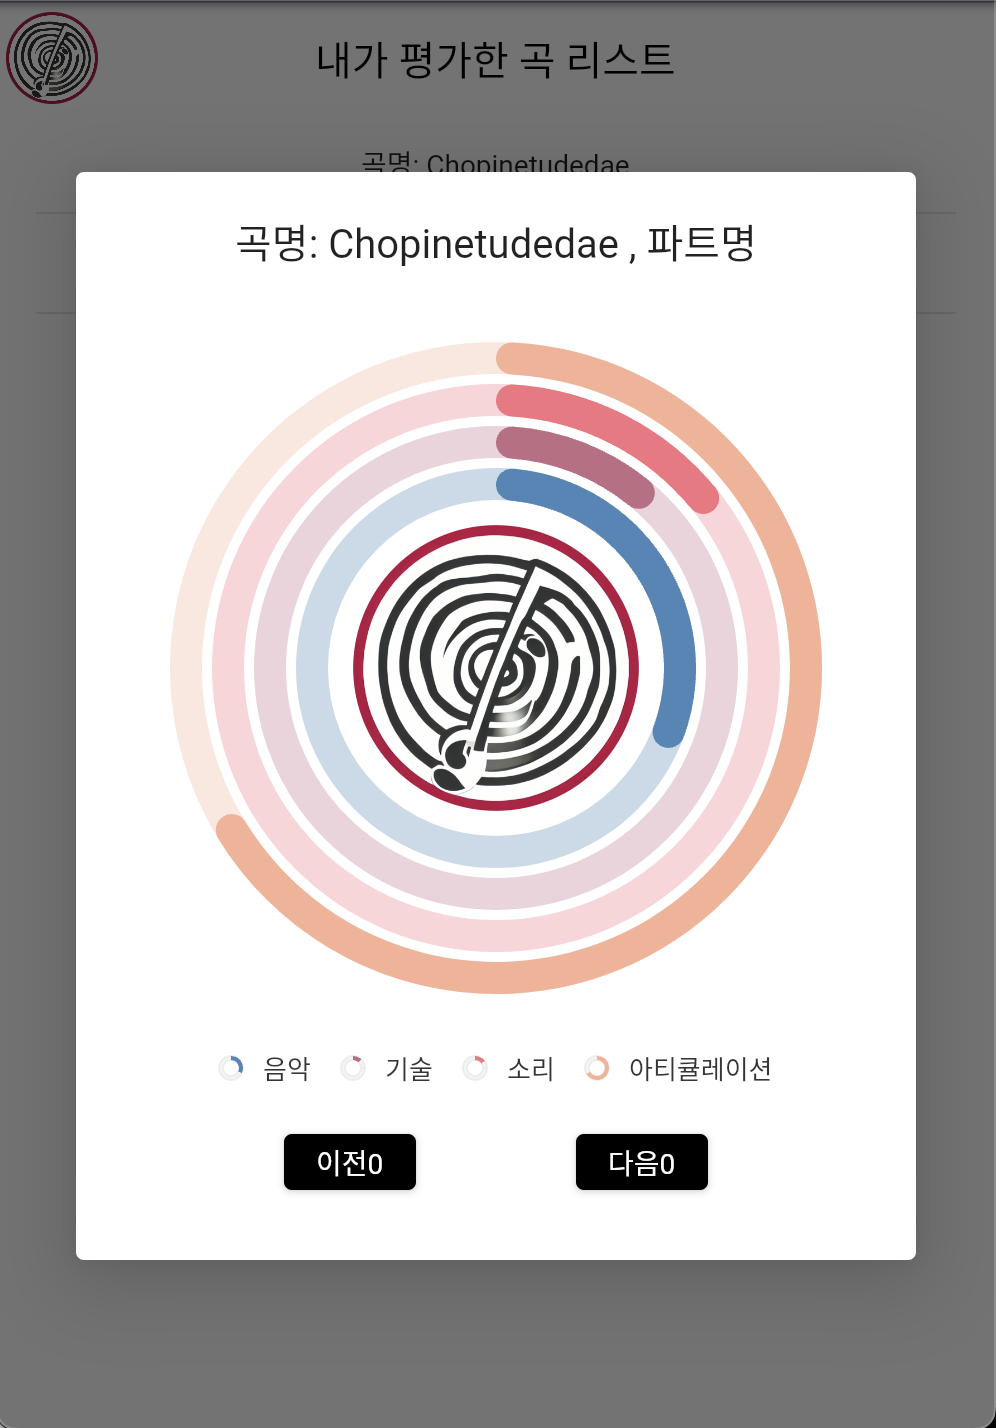 내가 평가한 곡 리스트
곡명: Chopinetudedae
곡명: Chopinetudedae , 파트명
음악 기술 소리 아티큘레이션
이전0 다음0